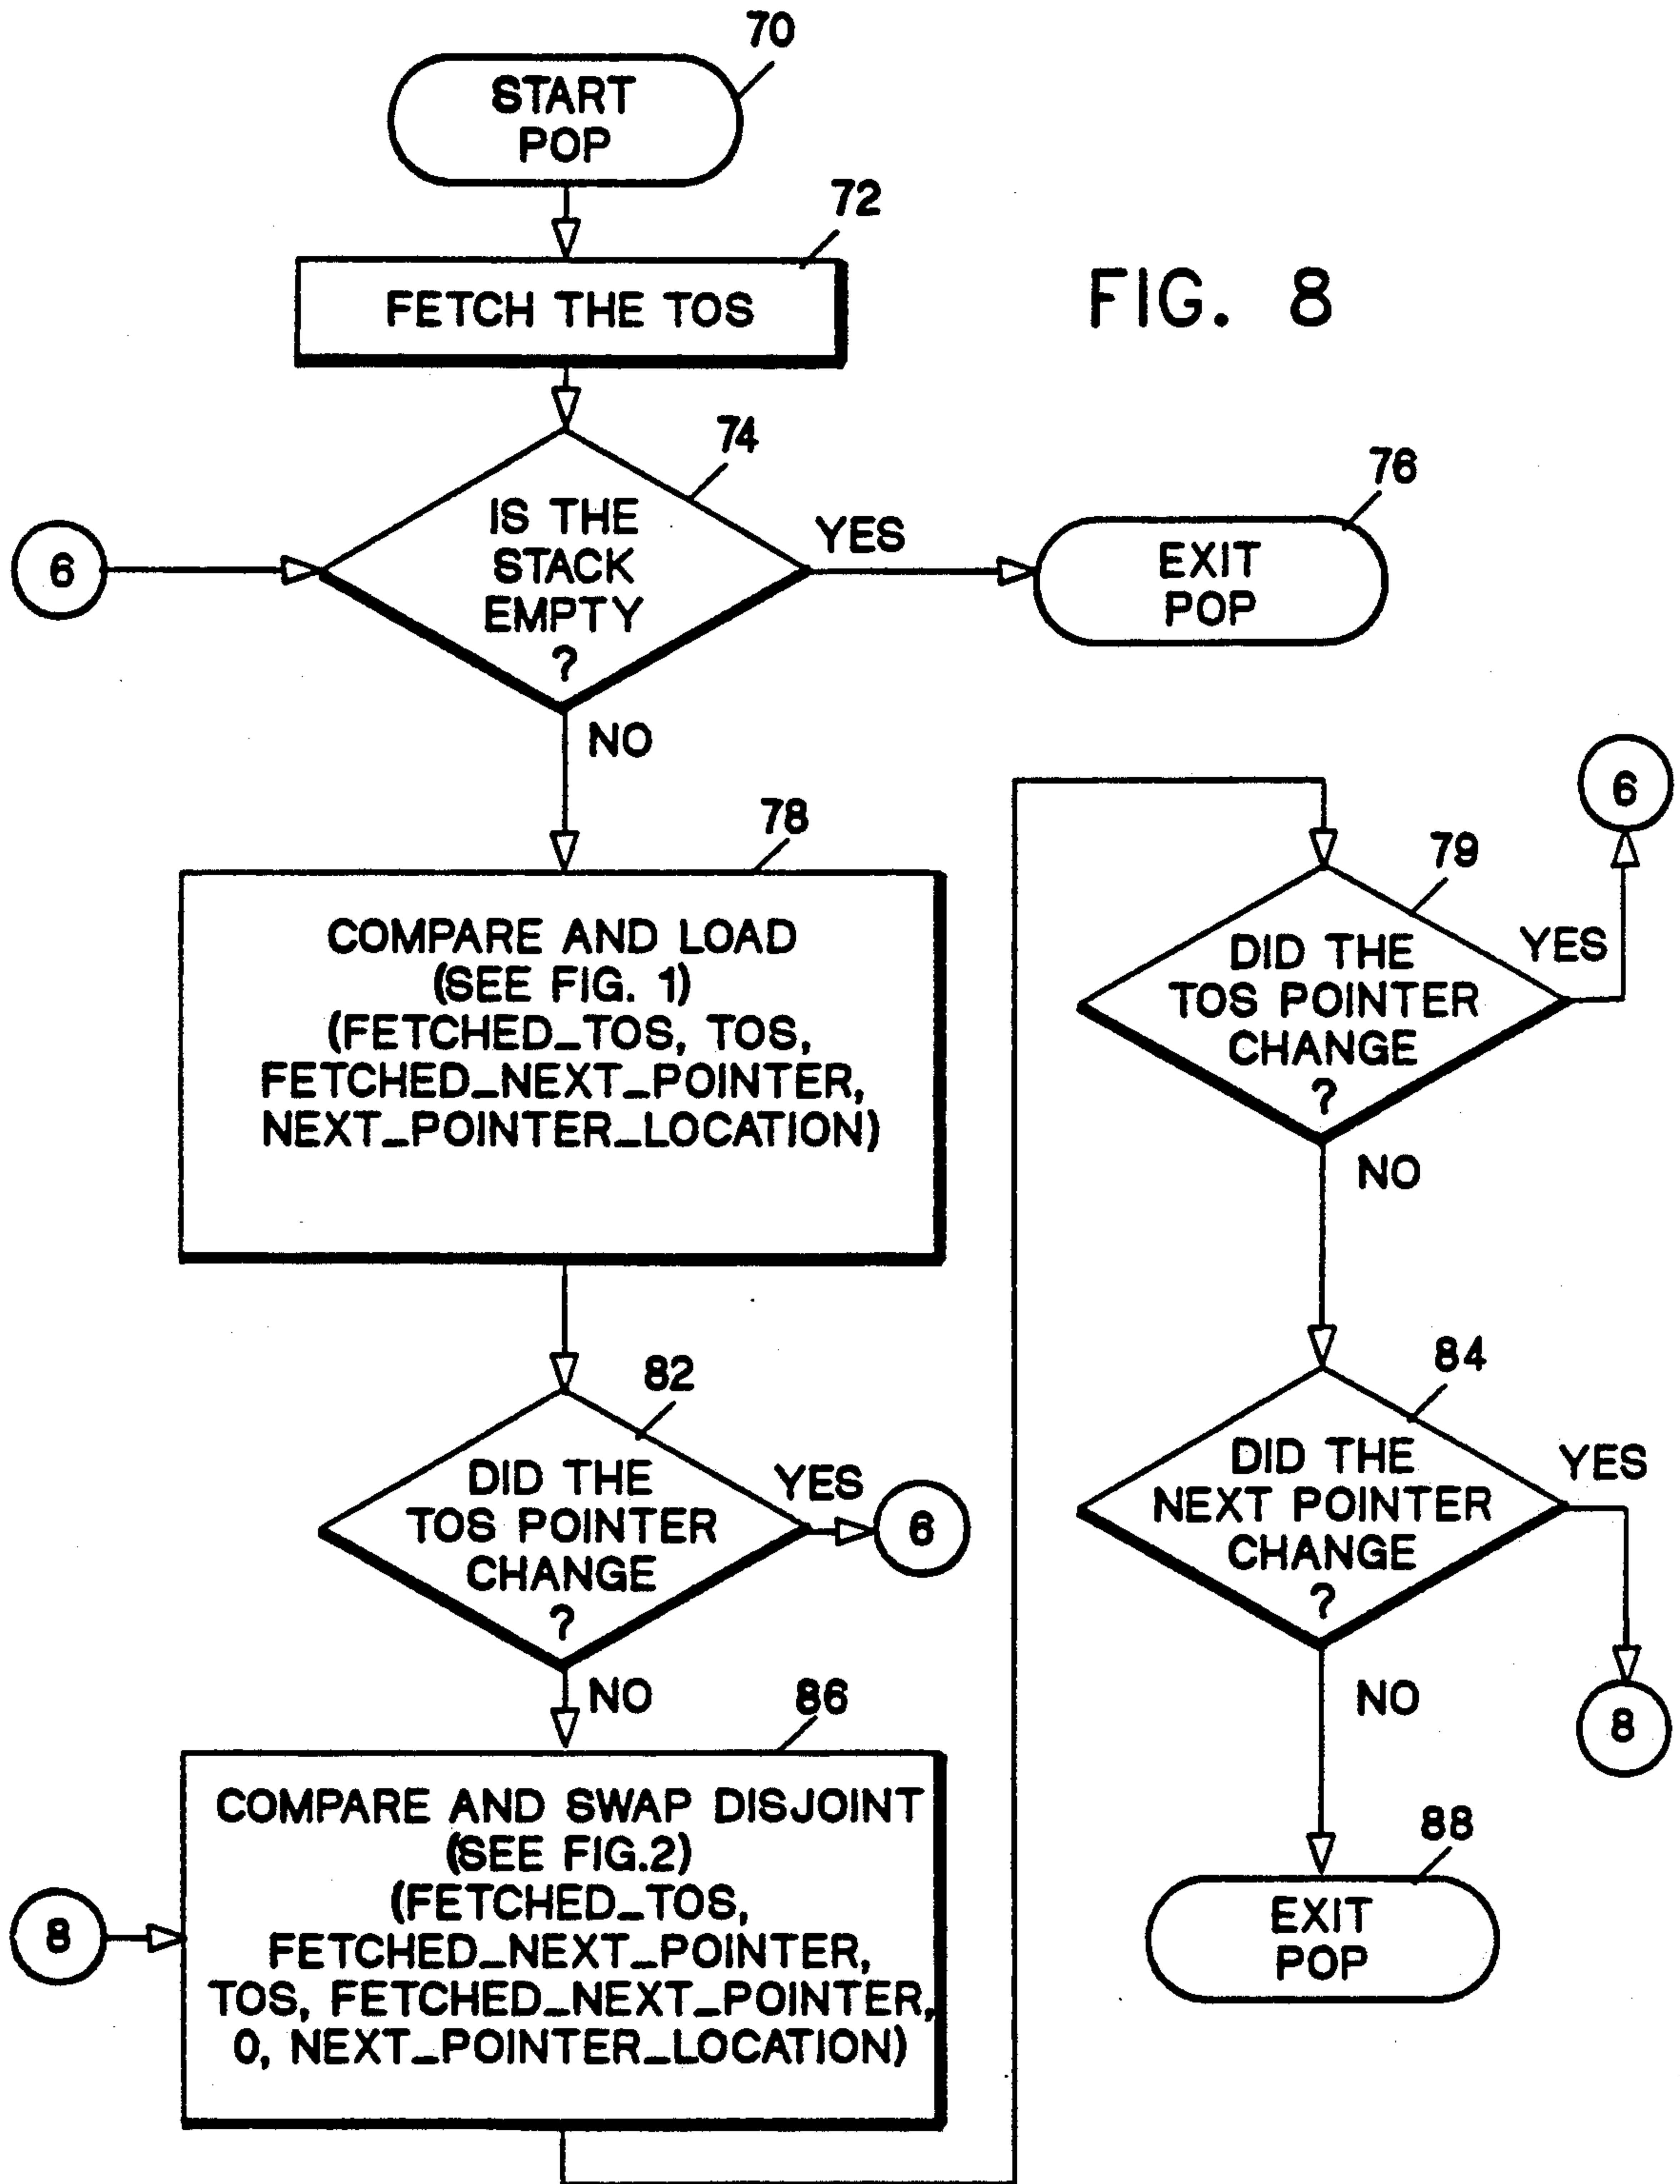 70
START
POP
72
FETCH THE TOS
FIG. 8
74
IS THE
STACK
EMPTY
?
YES
6
76
EXIT
POP
NO
78
COMPARE AND LOAD
(SEE FIG. 1)
(FETCHED_TOS, TOS,
FETCHED_NEXT_POINTER,
NEXT_POINTER_LOCATION)
82
DID THE
TOS POINTER
CHANGE
?
YES
6
NO
86
COMPARE AND SWAP DISJOINT
(SEE FIG.2)
(FETCHED_TOS,
FETCHED_NEXT_POINTER,
TOS, FETCHED_NEXT_POINTER,
0, NEXT_POINTER_LOCATION)
8
6
79
DID THE
TOS POINTER
CHANGE
?
YES
NO
84
DID THE
NEXT POINTER
CHANGE
?
YES
8
NO
88
EXIT
POP